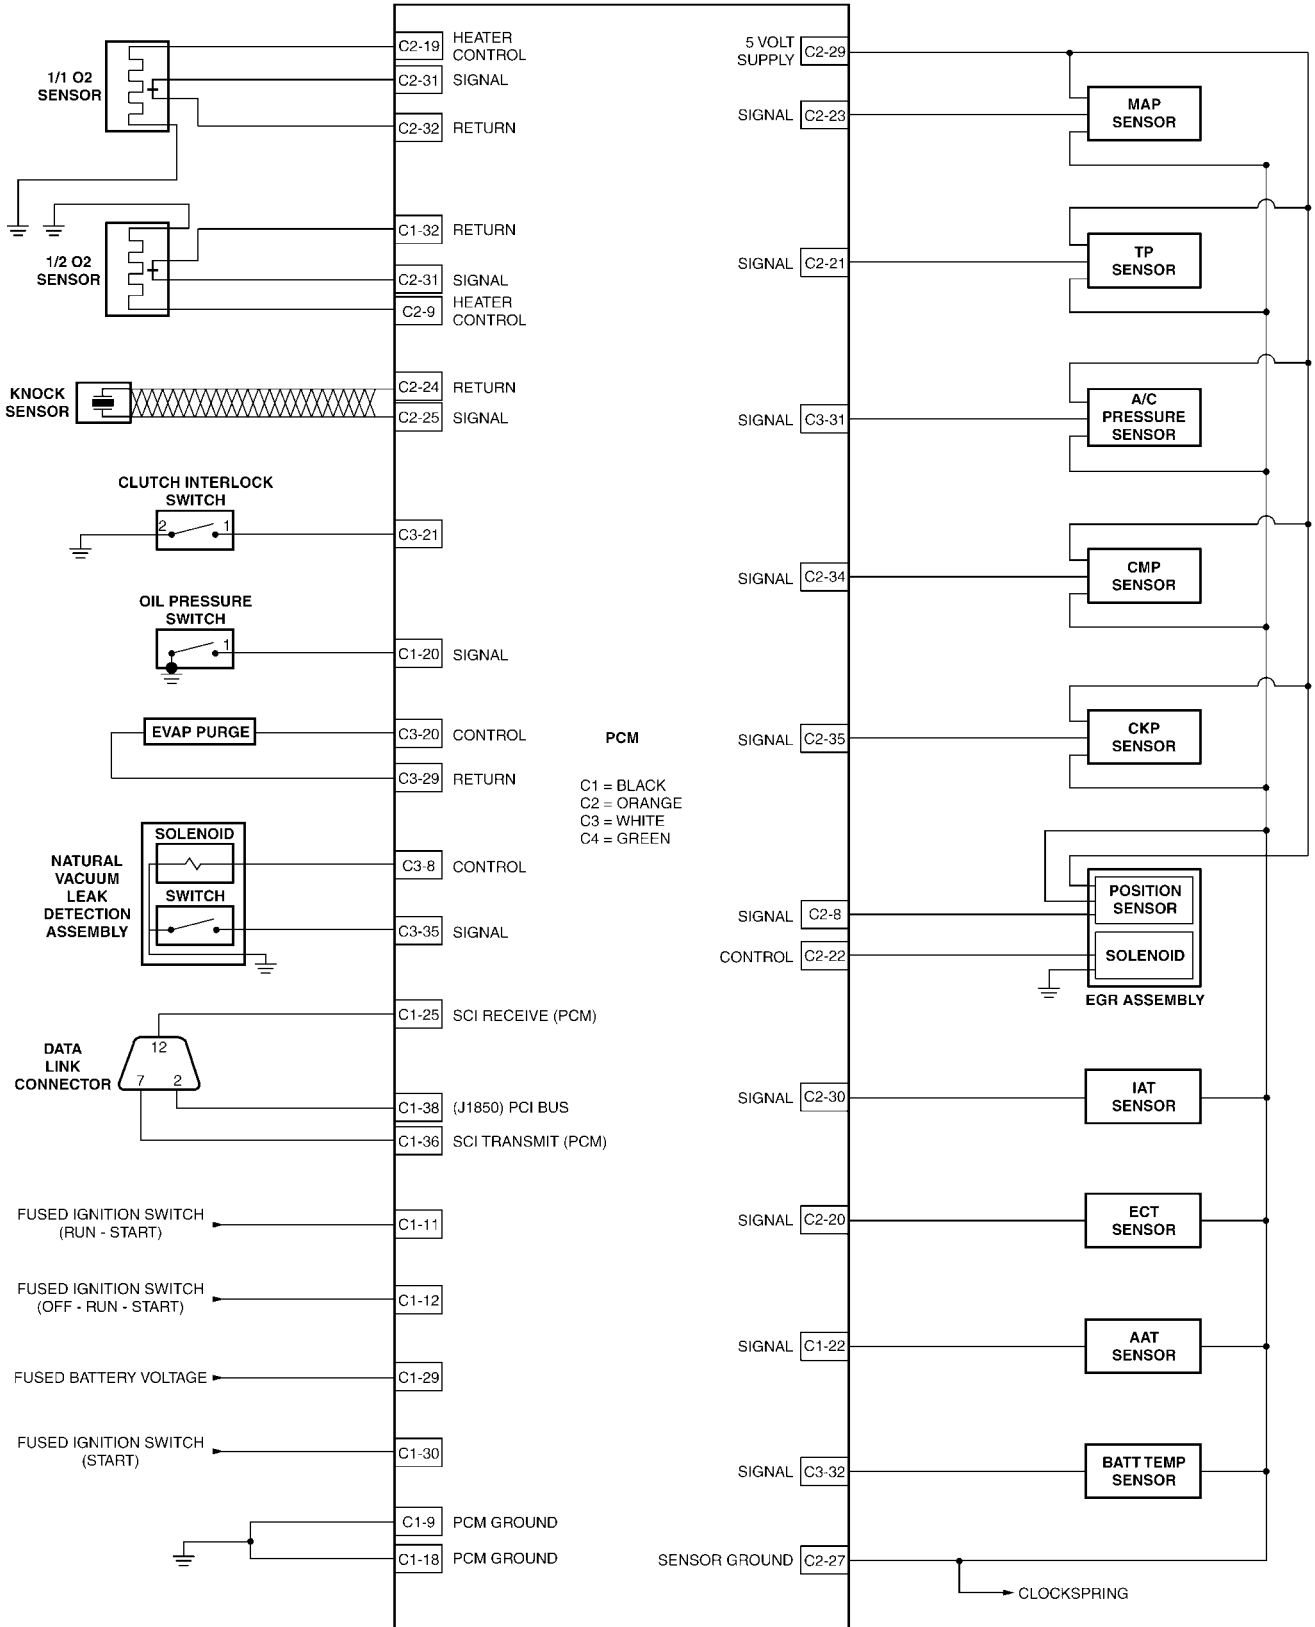 1/1 O2
SENSOR
C2-19
HEATER
CONTROL
C2-31
SIGNAL
C2-32
RETURN
1/2 O2
SENSOR
C1-32
RETURN
C2-31
SIGNAL
C2-9
HEATER
CONTROL
KNOCK
SENSOR
C2-24
RETURN
C2-25
SIGNAL
CLUTCH INTERLOCK
SWITCH
2
1
C3-21
OIL PRESSURE
SWITCH
1
C1-20
SIGNAL
EVAP PURGE
C3-20
CONTROL
C3-29
RETURN
NATURAL
VACUUM
LEAK
DETECTION
ASSEMBLY
SOLENOID
SWITCH
C3-8
CONTROL
C3-35
SIGNAL
DATA
LINK
CONNECTOR
12
7
2
C1-25
SCI RECEIVE (PCM)
C1-38
(J1850) PCI BUS
C1-36
SCI TRANSMIT (PCM)
FUSED IGNITION SWITCH
(RUN - START)
C1-11
FUSED IGNITION SWITCH
(OFF - RUN - START)
C1-12
FUSED BATTERY VOLTAGE
C1-29
FUSED IGNITION SWITCH
(START)
C1-30
C1-9
PCM GROUND
C1-18
PCM GROUND
PCM
C1 = BLACK
C2 = ORANGE
C3 = WHITE
C4 = GREEN
5 VOLT
SUPPLY
C2-29
SIGNAL
C2-23
MAP
SENSOR
SIGNAL
C2-21
TP
SENSOR
SIGNAL
C3-31
A/C
PRESSURE
SENSOR
SIGNAL
C2-34
CMP
SENSOR
SIGNAL
C2-35
CKP
SENSOR
SIGNAL
C2-8
POSITION
SENSOR
CONTROL
C2-22
SOLENOID
EGR ASSEMBLY
SIGNAL
C2-30
IAT
SENSOR
SIGNAL
C2-20
ECT
SENSOR
SIGNAL
C1-22
AAT
SENSOR
SIGNAL
C3-32
BATT TEMP
SENSOR
SENSOR GROUND
C2-27
CLOCKSPRING